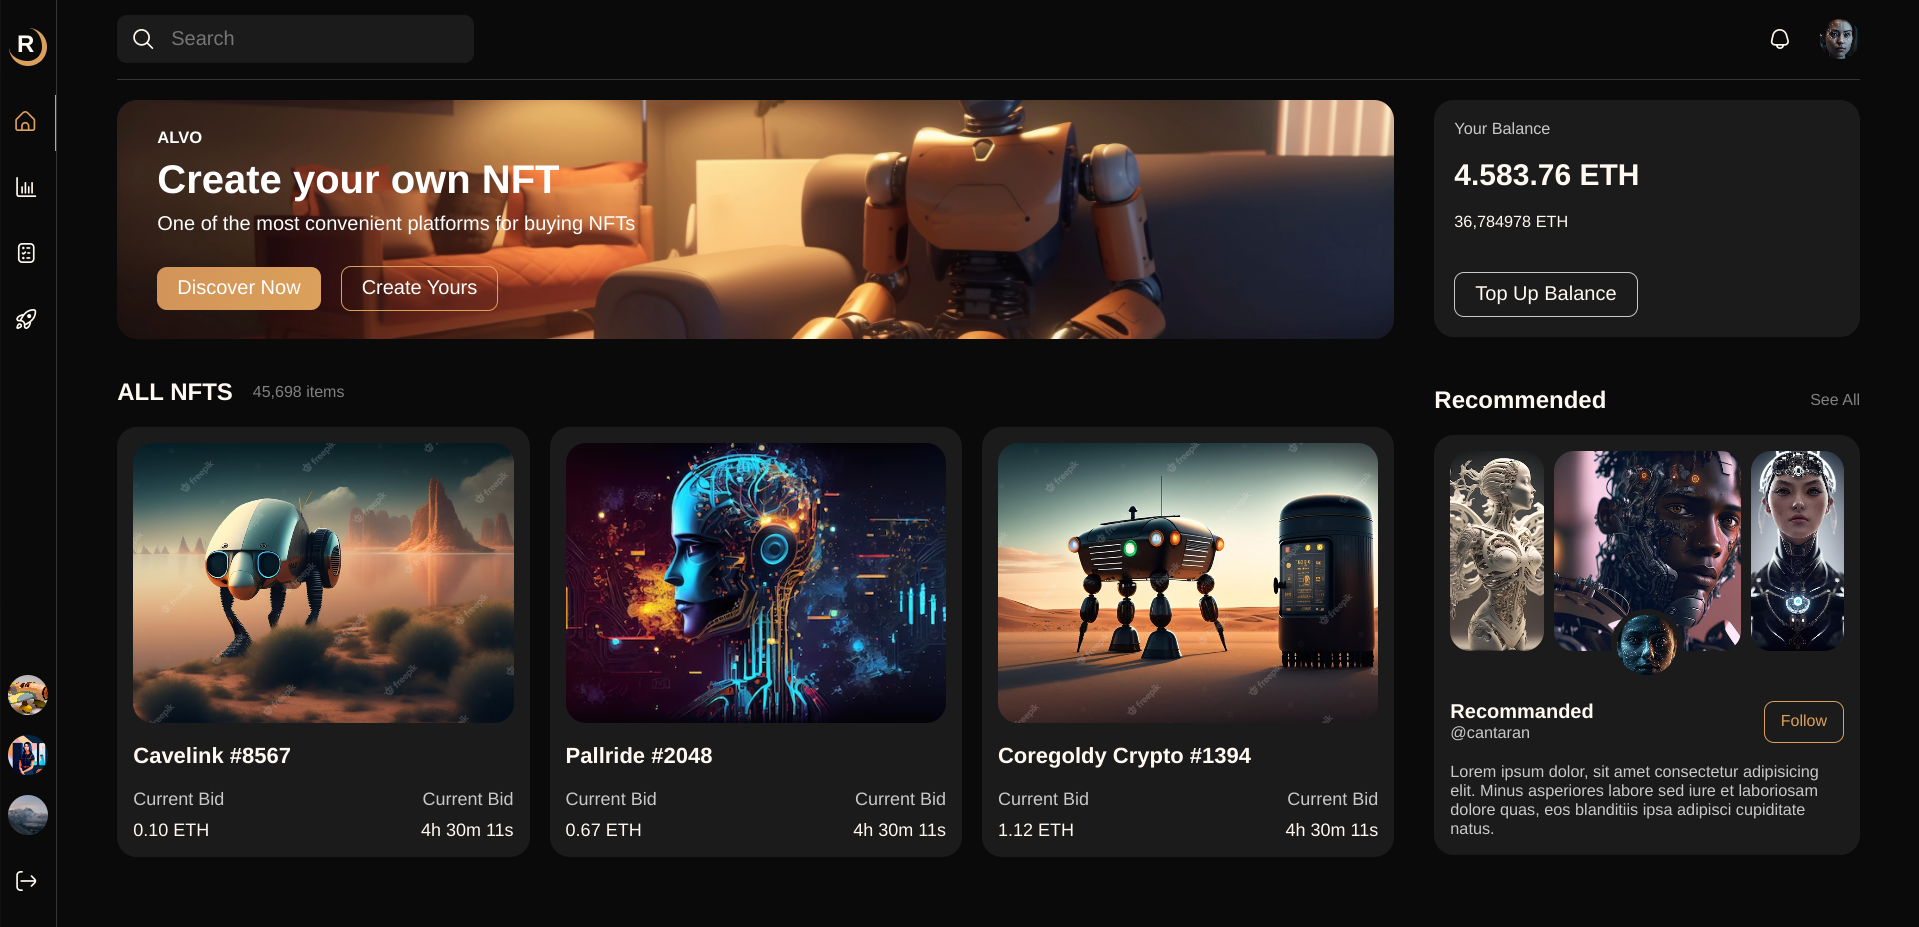 R
Search
ALVO
Create your own NFT
One of the most convenient platforms for buying NFTs
Discover Now
Create Yours
Your Balance
4.583.76 ETH
36,784978 ETH
Top Up Balance
ALL NFTS
45,698 items
Cavelink #8567
Current Bid
Current Bid
0.10 ETH
4h 30m 11s
Pallride #2048
Current Bid
Current Bid
0.67 ETH
4h 30m 11s
Coregoldy Crypto #1394
Current Bid
Current Bid
1.12 ETH
4h 30m 11s
Recommended
See All
Recommanded
@cantaran
Follow
Lorem ipsum dolor, sit amet consectetur adipisicing
elit. Minus asperiores labore sed iure et laboriosam
dolore quas, eos blanditiis ipsa adipisci cupiditate
natus.
freepik